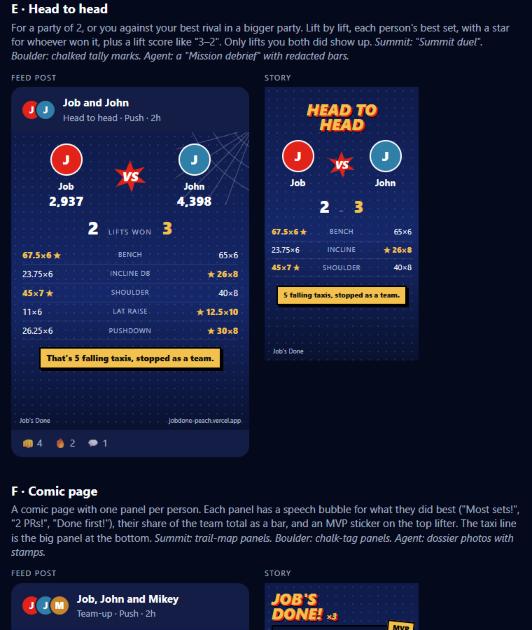 E · Head to head
For a party of 2, or you against your best rival in a bigger party. Lift by lift, each person's best set, with a star
for whoever won it, plus a lift score like "3–2". Only lifts you both did show up. Summit: "Summit duel".
Boulder: chalked tally marks. Agent: a "Mission debrief" with redacted bars.
FEED POST
STORY
J J
Job and John
Head to head · Push · 2h
J
VS
J
Job
John
2,937
4,398
2 LIFTS WON 3
67.5×6 ★ BENCH 65×6
23.75×6 INCLINE DB ★ 26×8
45×7 ★ SHOULDER 40×8
11×6 LAT RAISE ★ 12.5×10
26.25×6 PUSHDOWN ★ 30×8
That's 5 falling taxis, stopped as a team.
Job's Done
jobdone-peach.vercel.app
4 2 1
HEAD TO
HEAD
J
VS
J
Job
John
2 – 3
67.5×6 ★ BENCH 65×6
23.75×6 INCLINE ★ 26×8
45×7 ★ SHOULDER 40×8
5 falling taxis, stopped as a team.
Job's Done
F · Comic page
A comic page with one panel per person. Each panel has a speech bubble for what they did best ("Most sets!",
"2 PRs!", "Done first!"), their share of the team total as a bar, and an MVP sticker on the top lifter. The taxi line
is the big panel at the bottom. Summit: trail-map panels. Boulder: chalk-tag panels. Agent: dossier photos with
stamps.
FEED POST
STORY
J J M
Job, John and Mikey
Team-up · Push · 2h
JOB'S
DONE! ×3
MVP